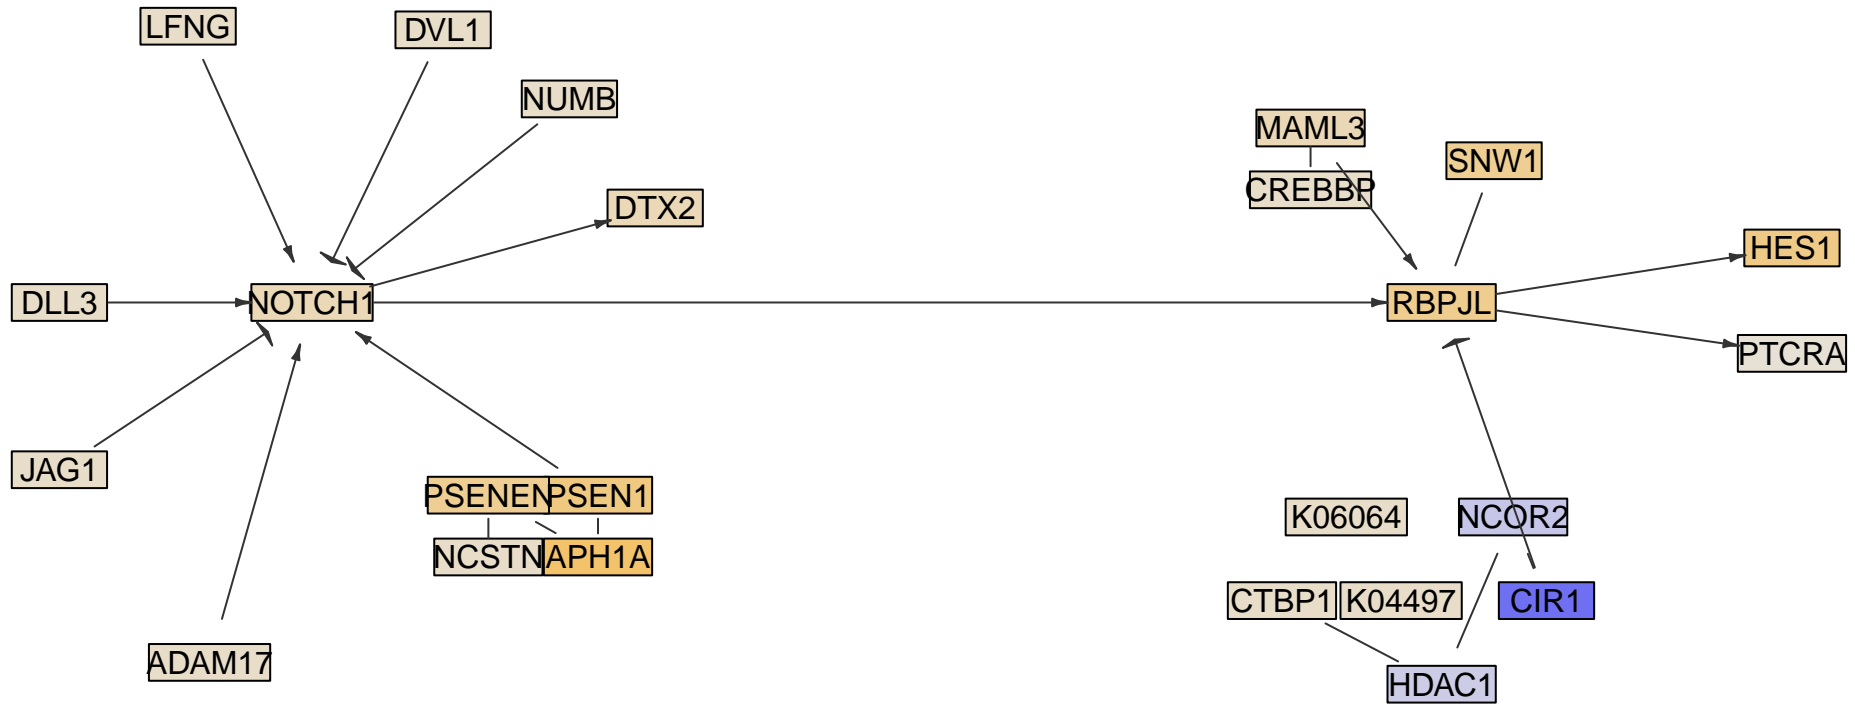 LFNG
DVL1
NUMB
MAML3
SNW1
CREBBP
DTX2
HES1
DLL3
NOTCH1
RBPJL
PTCRA
JAG1
PSENEN
PSEN1
K06064
NCOR2
NCSTN
APH1A
CTBP1
K04497
CIR1
ADAM17
HDAC1